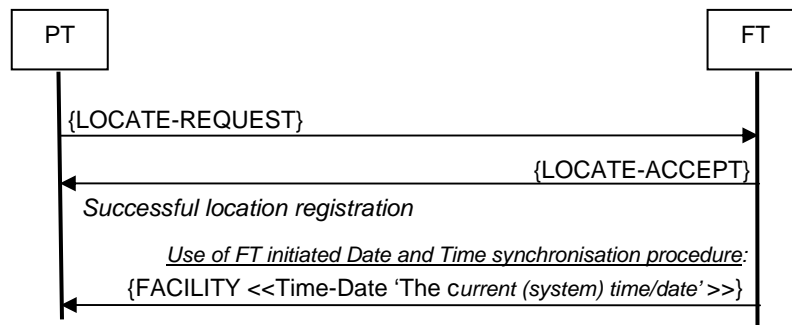 PT
FT
{LOCATE-REQUEST}
{LOCATE-ACCEPT}
Successful location registration
Use of FT initiated Date and Time synchronisation procedure:
{FACILITY <<Time-Date ‘The current (system) time/date’ >>}